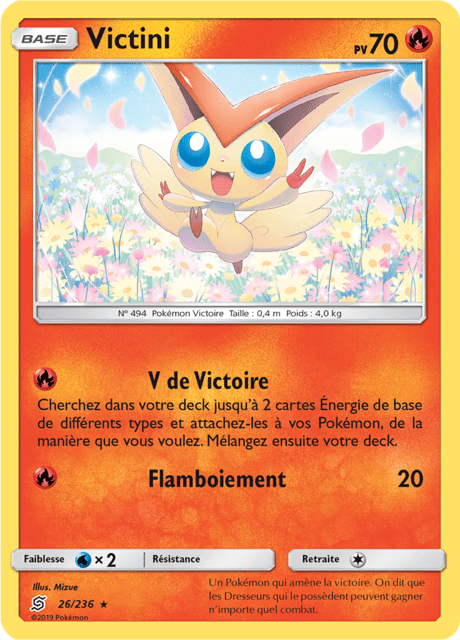 BASE Victini PV70
N° 494 Pokémon Victoire Taille : 0,4 m Poids : 4,0 kg
V de Victoire
Cherchez dans votre deck jusqu'à 2 cartes Énergie de base
de différents types et attachez-les à vos Pokémon, de la
manière que vous voulez. Mélangez ensuite votre deck.
Flamboiement 20
Faiblesse ×2 Résistance Retraite
Illus. Mizue
26/236 ★
©2019 Pokémon
Un Pokémon qui amène la victoire. On dit que
les Dresseurs qui le possèdent peuvent gagner
n'importe quel combat.